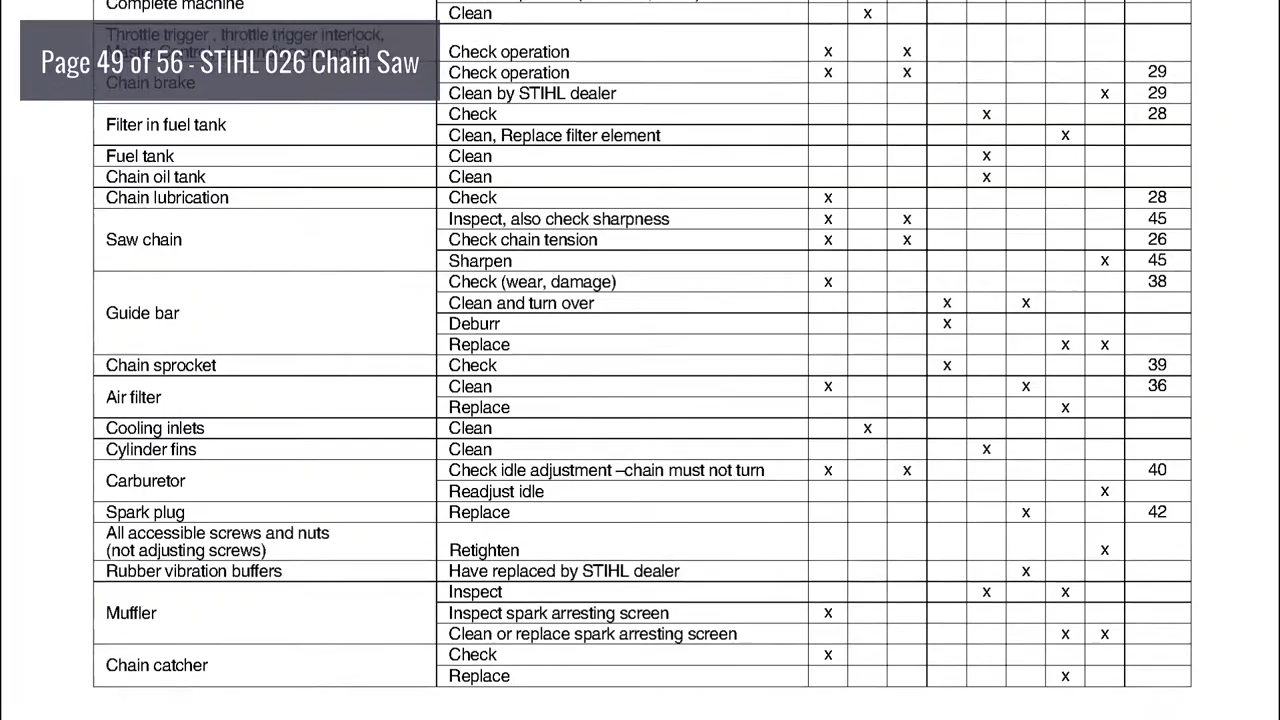 Complete machine
Clean x
Throttle trigger , throttle trigger interlock,
Check operation x x
Page 49 of 56 - STIHL 026 Chain Saw
Chain brake Check operation x x 29
Clean by STIHL dealer x 29
Filter in fuel tank Check x 28
Clean, Replace filter element x
Fuel tank Clean x
Chain oil tank Clean x
Chain lubrication Check x 28
Saw chain Inspect, also check sharpness x x 45
Check chain tension x x 26
Sharpen x 45
Guide bar Check (wear, damage) x 38
Clean and turn over x x
Deburr x
Replace x x
Chain sprocket Check x 39
Air filter Clean x x 36
Replace x
Cooling inlets Clean x
Cylinder fins Clean x
Carburetor Check idle adjustment –chain must not turn x x 40
Readjust idle x
Spark plug Replace x 42
All accessible screws and nuts
(not adjusting screws) Retighten x
Rubber vibration buffers Have replaced by STIHL dealer x
Muffler Inspect x x
Inspect spark arresting screen x
Clean or replace spark arresting screen x x
Chain catcher Check x
Replace x